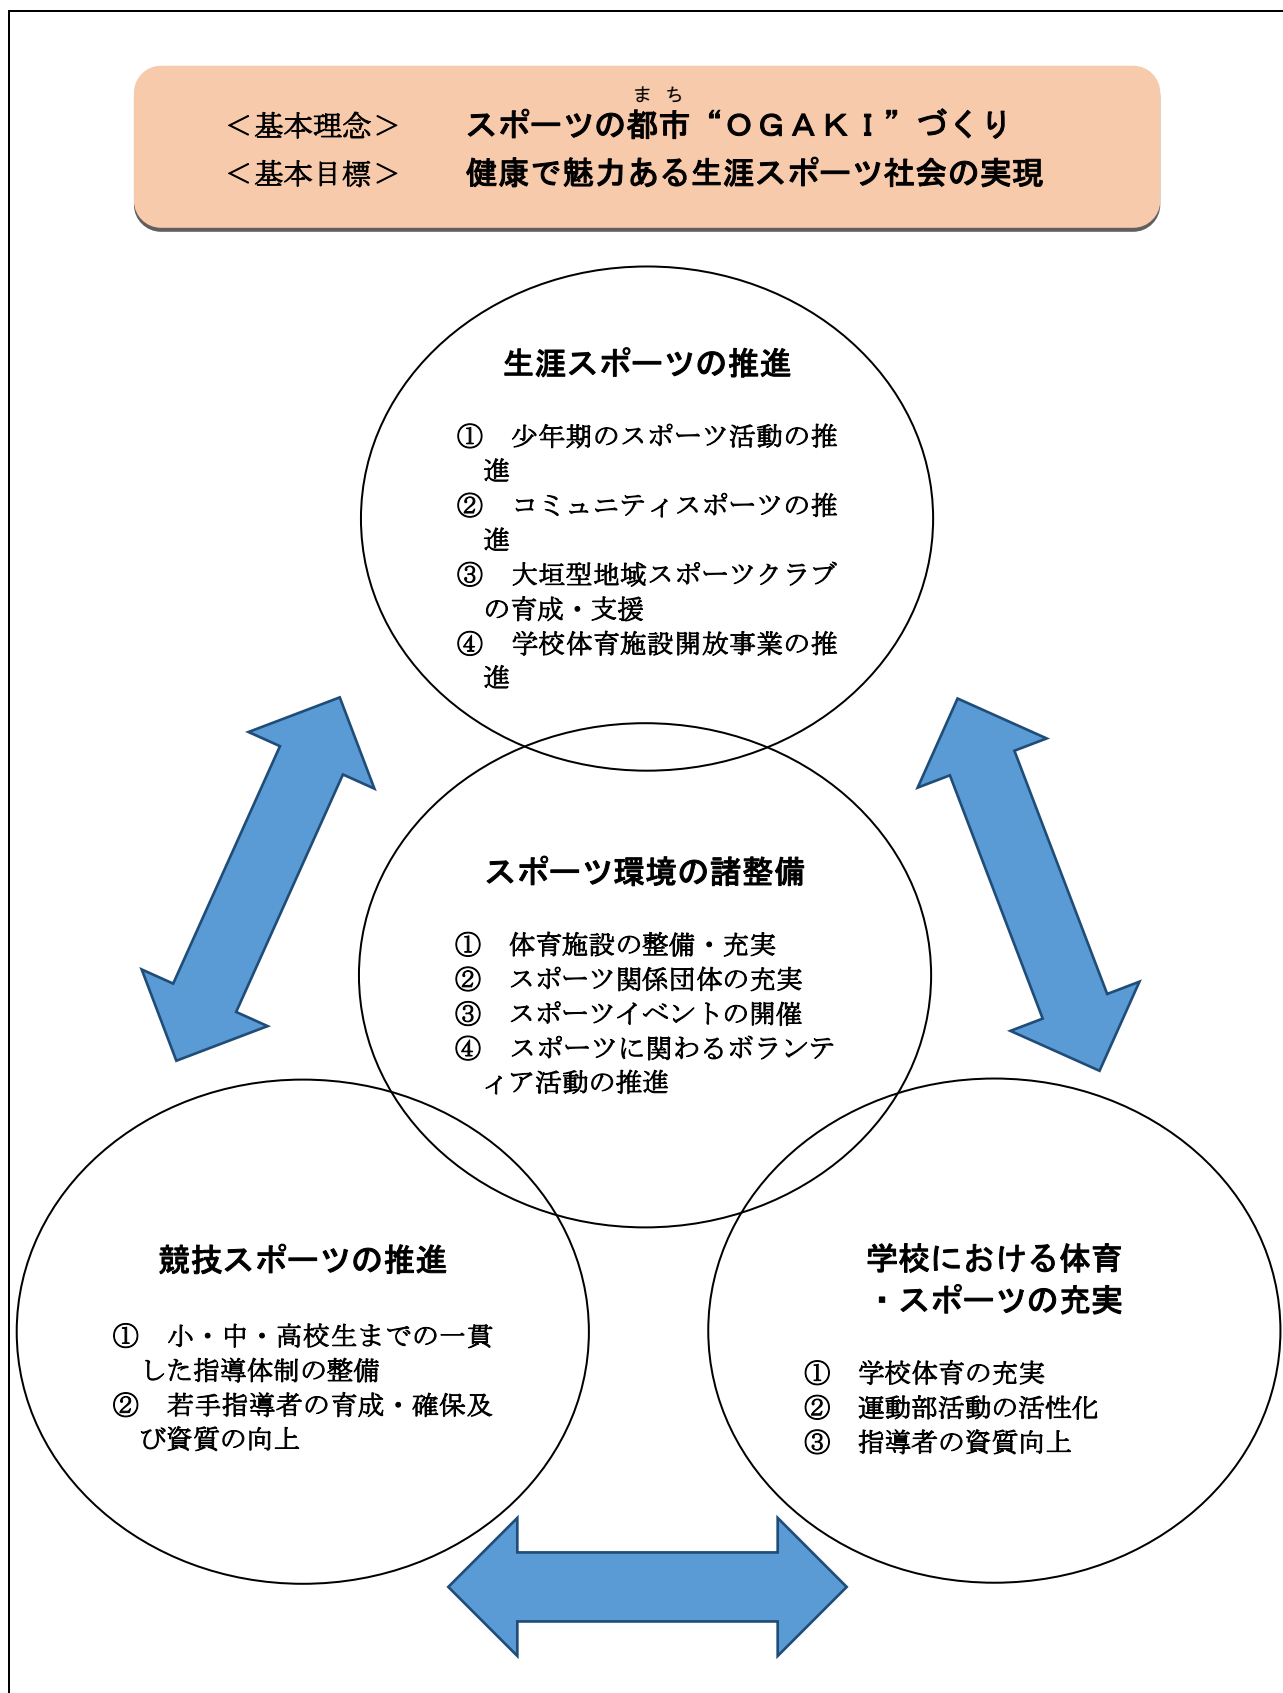 まち
＜基本理念＞　スポーツの都市“ＯＧＡＫＩ”づくり
＜基本目標＞　健康で魅力ある生涯スポーツ社会の実現
生涯スポーツの推進
①　少年期のスポーツ活動の推
進
②　コミュニティスポーツの推
進
③　大垣型地域スポーツクラブ
の育成・支援
④　学校体育施設開放事業の推
進
スポーツ環境の諸整備
①　体育施設の整備・充実
②　スポーツ関係団体の充実
③　スポーツイベントの開催
④　スポーツに関わるボランテ
ィア活動の推進
競技スポーツの推進
①　小・中・高校生までの一貫
した指導体制の整備
②　若手指導者の育成・確保及
び資質の向上
学校における体育
・スポーツの充実
①　学校体育の充実
②　運動部活動の活性化
③　指導者の資質向上